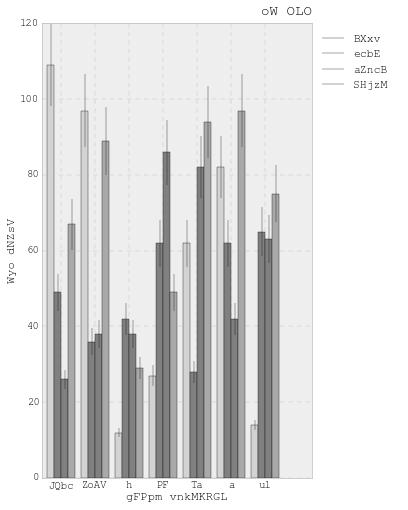 oW OLO
BXxv
ecbE
aZncB
SHjzM
120
100
80
60
40
20
0
Wyo dNZsV
JQbc ZoAV h PF Ta a ul
gFPpm vnkMKRGL